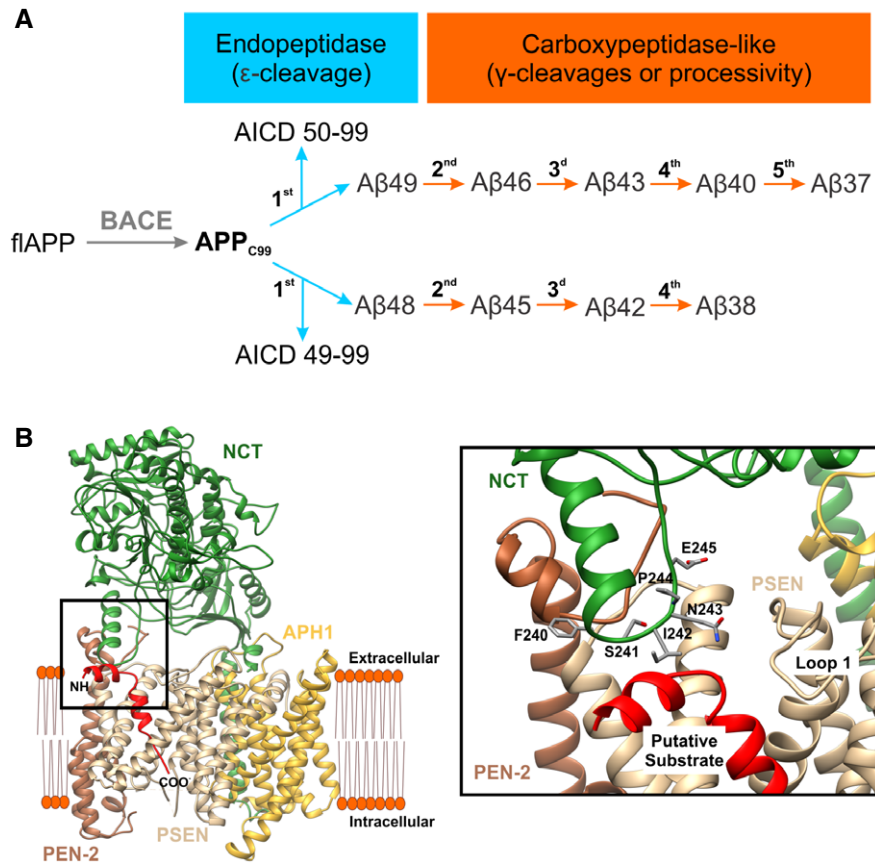 A
Endopeptidase
(ε-cleavage)
Carboxypeptidase-like
(γ-cleavages or processivity)
AICD 50-99
1st
Aβ49 2nd Aβ46 3d Aβ43 4th Aβ40 5th Aβ37
flAPP BACE APPC99
1st
Aβ48 2nd Aβ45 3d Aβ42 4th Aβ38
AICD 49-99
B
NCT
APH1
Extracellular
NH
COO
Intracellular
PSEN
PEN-2
NCT
E245
P244
PSEN
N243
F240
I242
S241
Loop 1
Putative
Substrate
PEN-2